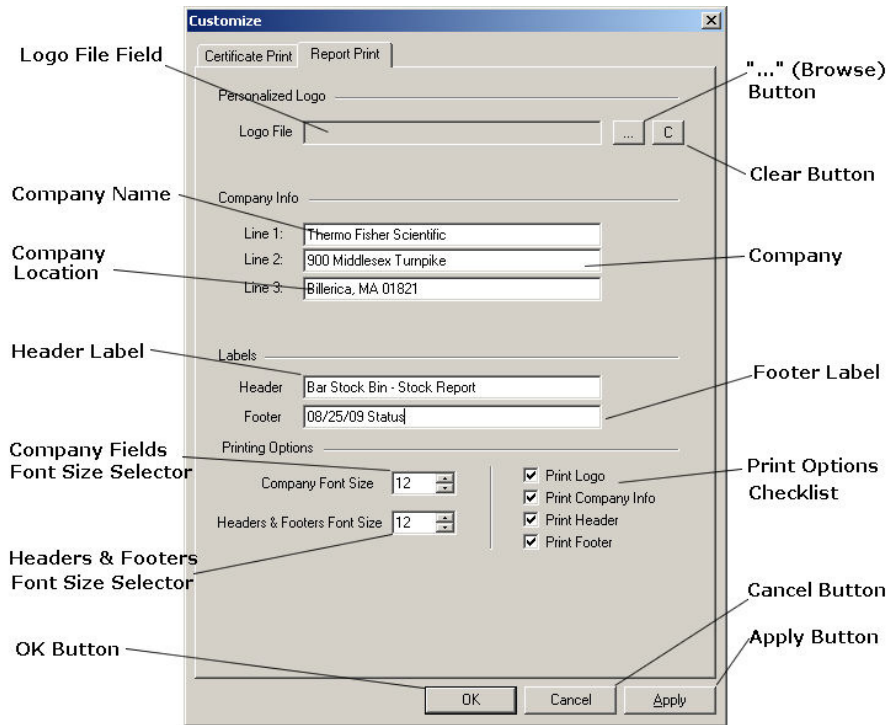 Customize
Certificate Print
Report Print
Logo File Field
"..." (Browse)
Button
Personalized Logo
Logo File
...
C
Clear Button
Company Name
Company Info
Line 1:
Thermo Fisher Scientific
Company
Location
Line 2:
900 Middlesex Turnpike
Company
Line 3:
Billerica, MA 01821
Header Label
Labels
Header
Bar Stock Bin - Stock Report
Footer Label
Footer
08/25/09 Status
Company Fields
Font Size Selector
Printing Options
Company Font Size
12
Print Logo
Print Options
Checklist
Print Company Info
Headers & Footers Font Size
12
Print Header
Print Footer
Headers & Footers
Font Size Selector
Cancel Button
Apply Button
OK Button
OK
Cancel
Apply